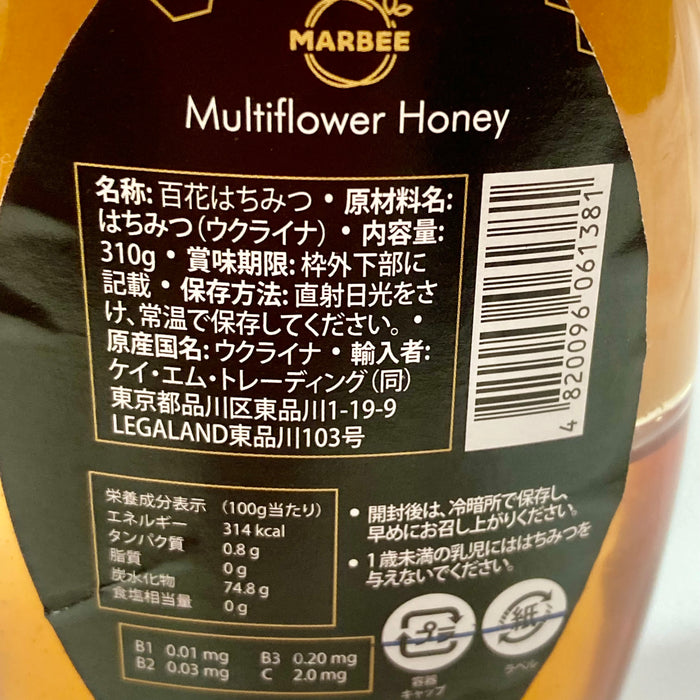 MARBEE
Multiflower Honey
名称: 百花はちみつ • 原材料名:
はちみつ(ウクライナ) • 内容量:
310g • 賞味期限: 枠外下部に
記載 • 保存方法: 直射日光をさ
け、常温で保存してください。 •
原産国名: ウクライナ • 輸入者:
ケイ・エム・トレーディング(同)
東京都品川区東品川1-19-9
LEGALAND東品川103号
4 820096 061381
栄養成分表示 (100g当たり)
エネルギー 314 kcal
タンパク質 0.8 g
脂質 0 g
炭水化物 74.8 g
食塩相当量 0 g
• 開封後は、冷暗所で保存し、
早めにお召し上がりください。
• 1歳未満の乳児にははちみつを
与えないでください。
B1 0.01 mg B3 0.20 mg
B2 0.03 mg C 2.0 mg
プラ
容器
キャップ
紙
ラベル